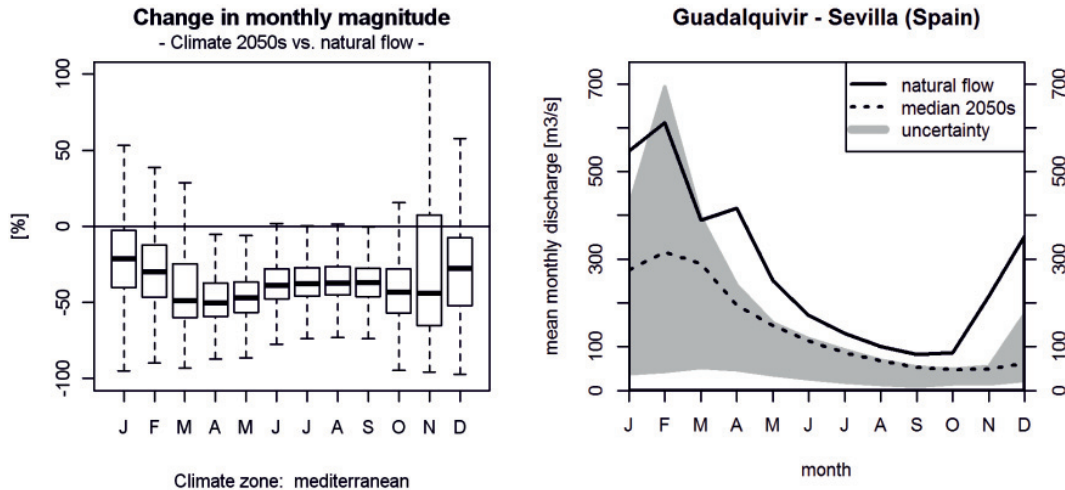 Change in monthly magnitude
- Climate 2050s vs. natural flow -
[%]
100
50
0
-50
-100
J F M A M J J A S O N D
Climate zone: mediterranean
Guadalquivir - Sevilla (Spain)
mean monthly discharge [m3/s]
700
500
300
100
0
natural flow
median 2050s
uncertainty
700
500
300
100
0
J F M A M J J A S O N D
month